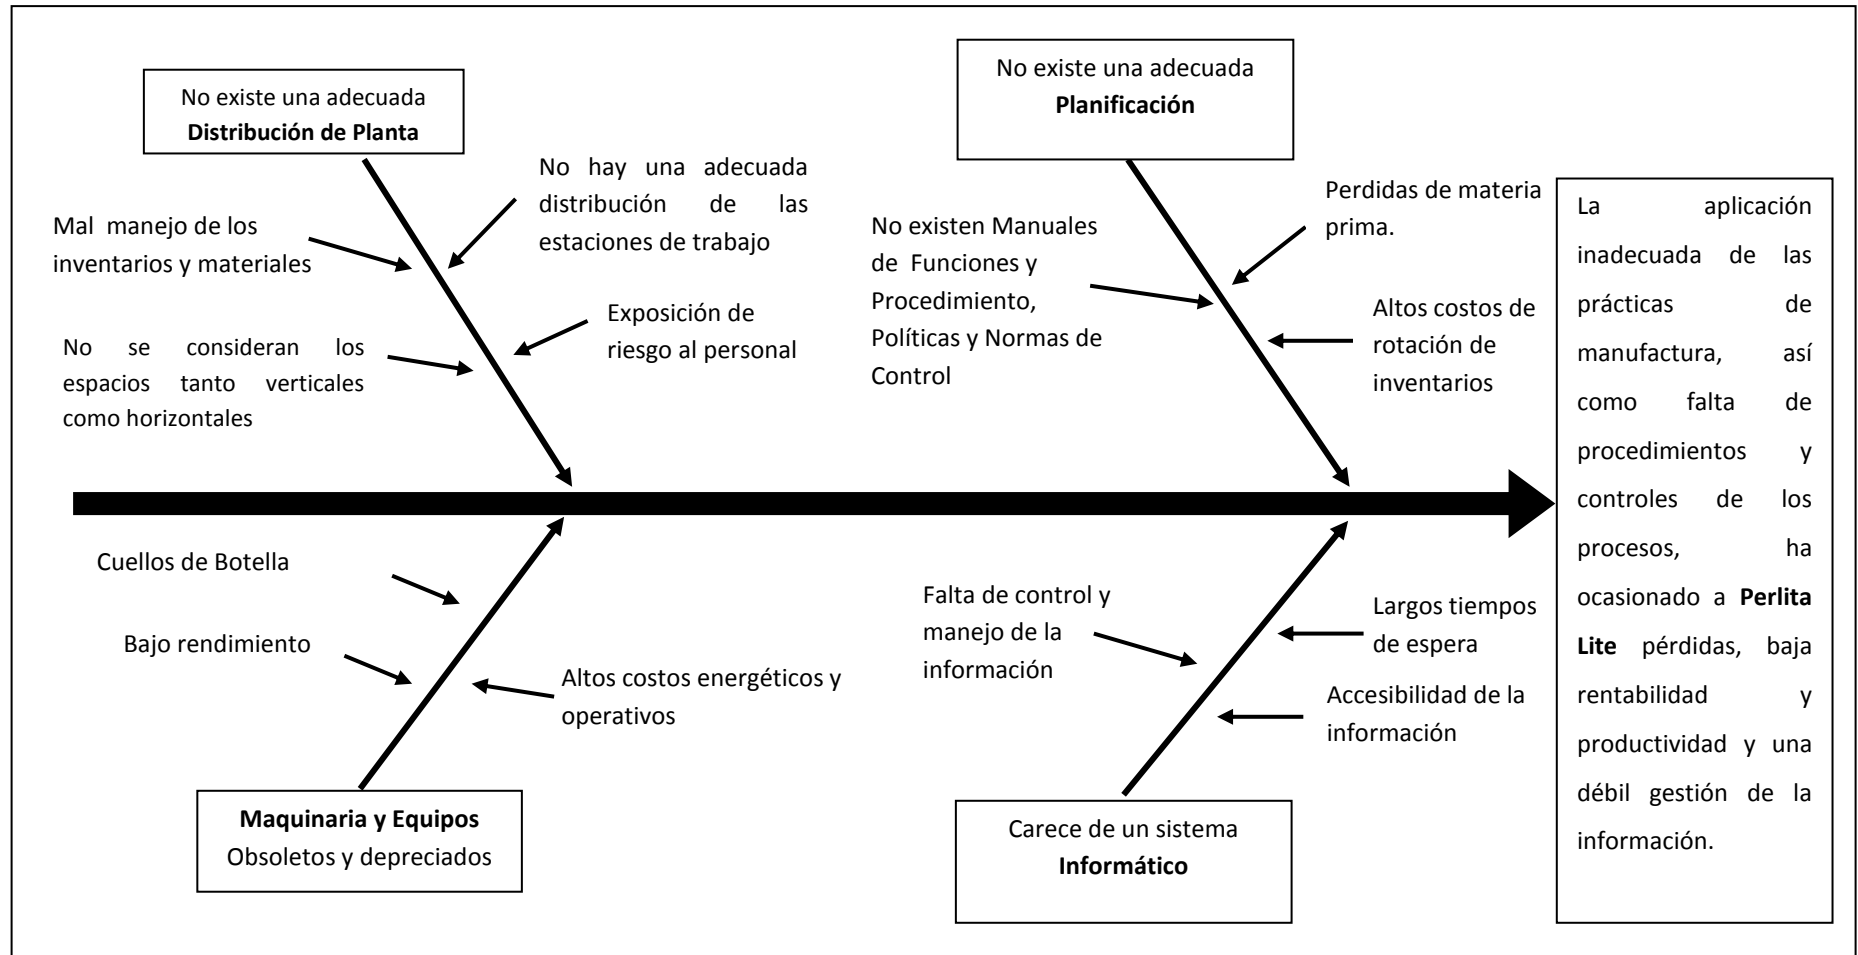 No existe una adecuada
Distribución de Planta
No existe una adecuada
Planificación
No hay una adecuada
distribución de las
estaciones de trabajo
Mal manejo de los
inventarios y materiales
Exposición de
riesgo al personal
No se consideran los
espacios tanto verticales
como horizontales
No existen Manuales
de Funciones y
Procedimiento,
Políticas y Normas de
Control
Perdidas de materia
prima.
Altos costos de
rotación de
inventarios
Cuellos de Botella
Bajo rendimiento
Altos costos energéticos y
operativos
Maquinaria y Equipos
Obsoletos y depreciados
Falta de control y
manejo de la
información
Largos tiempos
de espera
Accesibilidad de la
información
Carece de un sistema
Informático
La aplicación
inadecuada de las
prácticas de
manufactura, así
como falta de
procedimientos y
controles de los
procesos, ha
ocasionado a Perlita
Lite pérdidas, baja
rentabilidad y
productividad y una
débil gestión de la
información.